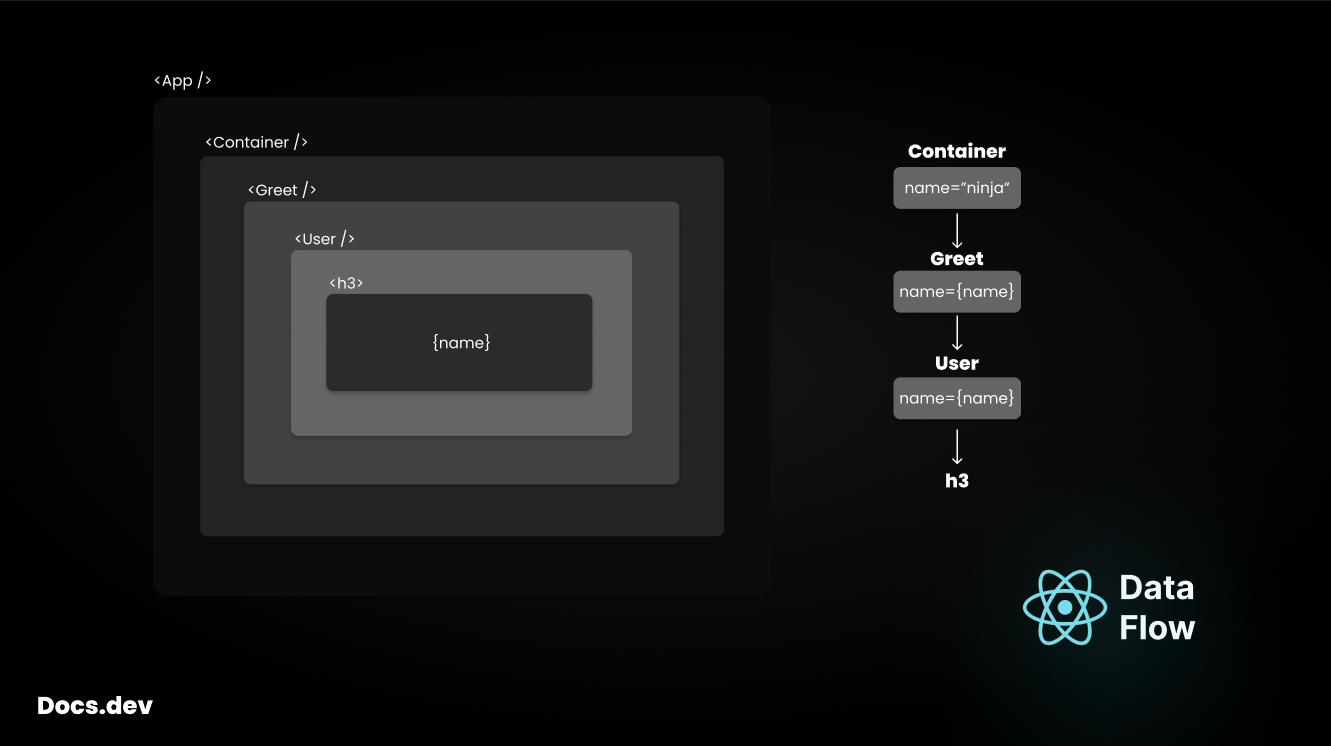 <App />
<Container />
<Greet />
<User />
<h3>
{name}
Container
name=”ninja”
Greet
name={name}
User
name={name}
h3
Data
Flow
Docs.dev